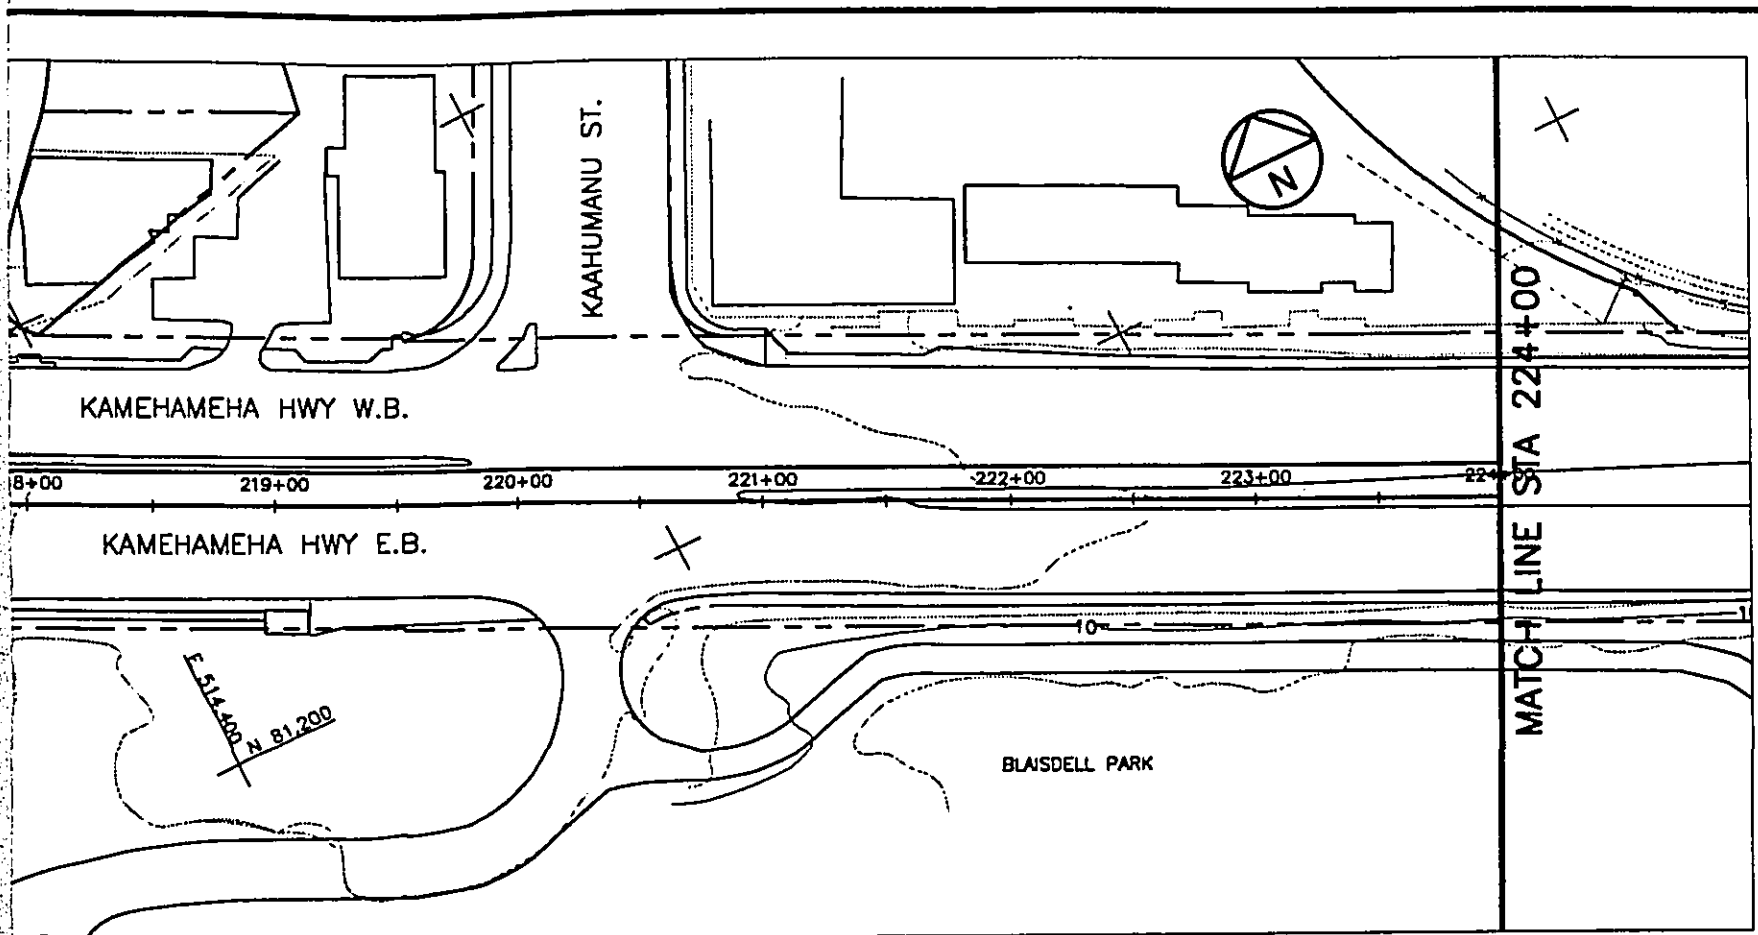 KAAHUMANU ST.
N
KAMEHAMEHA HWY W.B.
8+00 219+00 220+00 221+00 222+00 223+00 224
KAMEHAMEHA HWY E.B.
MATCH LINE STA 224+00
10
E 514,400
N 81,200
BLAISDELL PARK